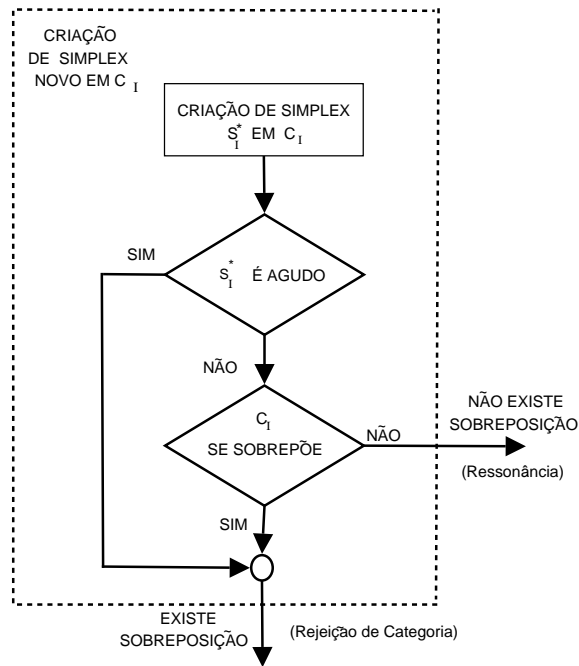 CRIAÇÃO
DE SIMPLEX
NOVO EM C I
CRIAÇÃO DE SIMPLEX
S*I EM C I
SIM
S*I É AGUDO
NÃO
C I
SE SOBREPÕE
NÃO
NÃO EXISTE
SOBREPOSIÇÃO
(Ressonância)
SIM
EXISTE
SOBREPOSIÇÃO
(Rejeição de Categoria)